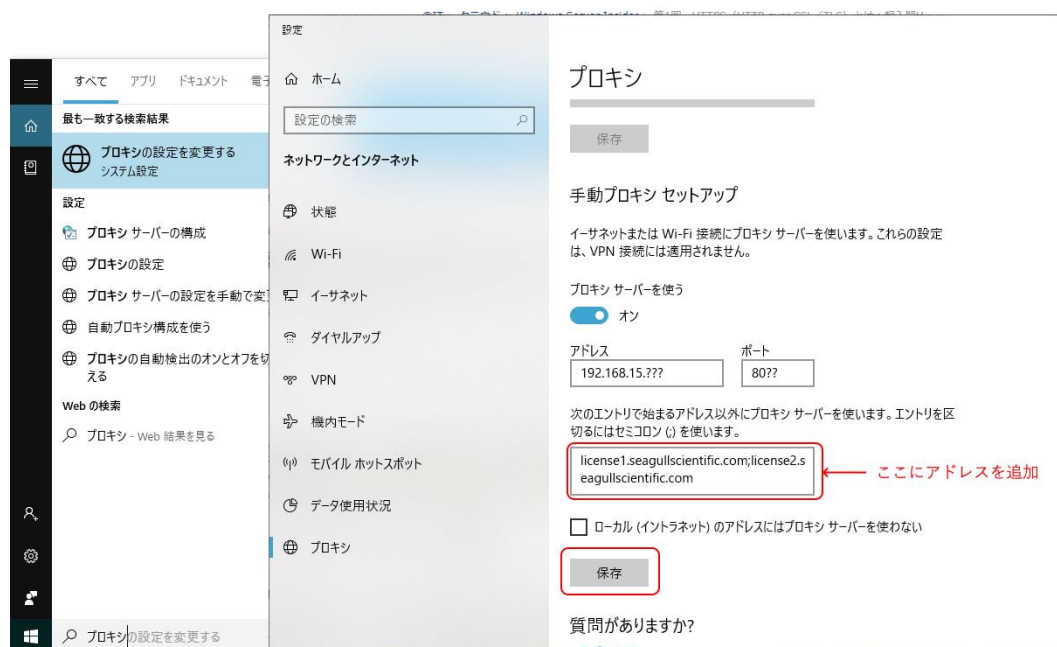 設定
すべて アプリ ドキュメント
最も一致する検索結果
プロキシの設定を変更する
システム設定
設定
プロキシ サーバーの構成
プロキシの設定
プロキシ サーバーの設定を手動で変
自動プロキシ構成を使う
プロキシの自動検出のオンとオフを切
える
Web の検索
プロキシ - Web 結果を見る
プロキシの設定を変更する
ホーム
設定の検索
ネットワークとインターネット
状態
Wi-Fi
イーサネット
ダイヤルアップ
VPN
機内モード
モバイル ホットスポット
データ使用状況
プロキシ
プロキシ
保存
手動プロキシ セットアップ
イーサネットまたは Wi-Fi 接続にプロキシ サーバーを使います。これらの設定
は、VPN 接続には適用されません。
プロキシ サーバーを使う
オン
アドレス ポート
192.168.15.??? 80??
次のエントリで始まるアドレス以外にプロキシ サーバーを使います。エントリを区
切るにはセミコロン (;) を使います。
license1.seagullscientific.com;license2.s
eagullscientific.com
ここにアドレスを追加
ローカル (イントラネット) のアドレスにはプロキシ サーバーを使わない
保存
質問がありますか?